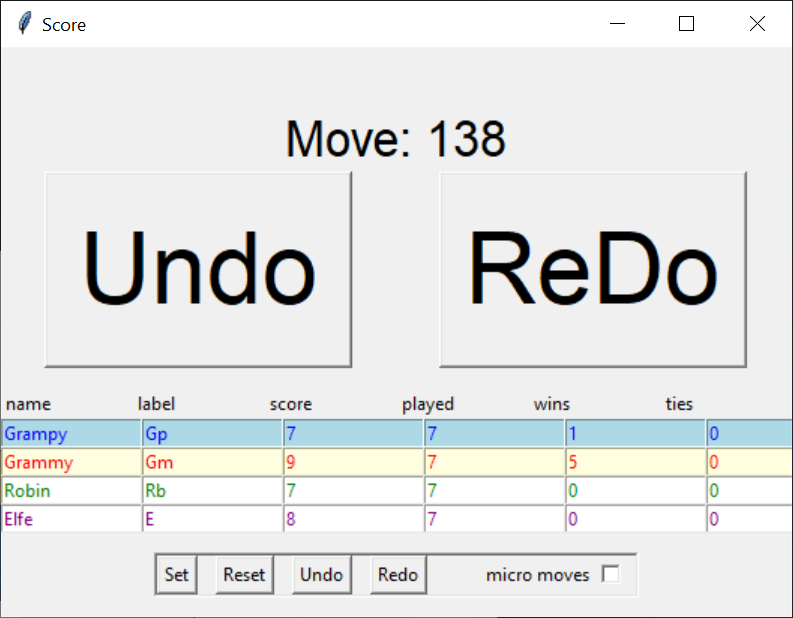 Score
Move: 138
Undo ReDo
name label score played wins ties
Grampy Gp 7 7 1 0
Grammy Gm 9 7 5 0
Robin Rb 7 7 0 0
Elfe E 8 7 0 0
Set Reset Undo Redo micro moves